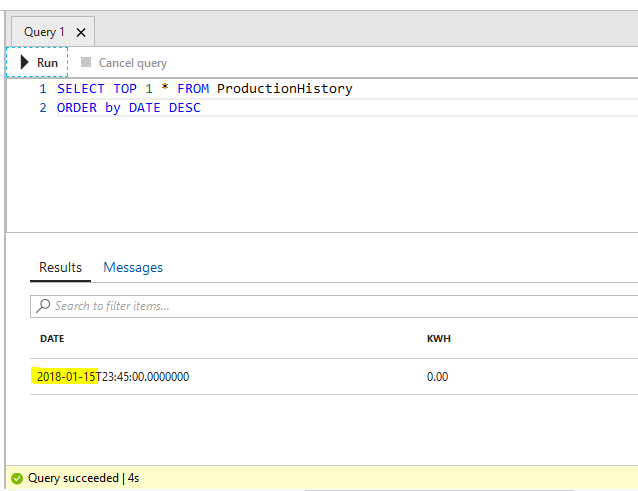 Query 1
Run Cancel query
1 SELECT TOP 1 * FROM ProductionHistory
2 ORDER by DATE DESC
Results Messages
Search to filter items...
DATE KWH
2018-01-15T23:45:00.0000000 0.00
Query succeeded | 4s